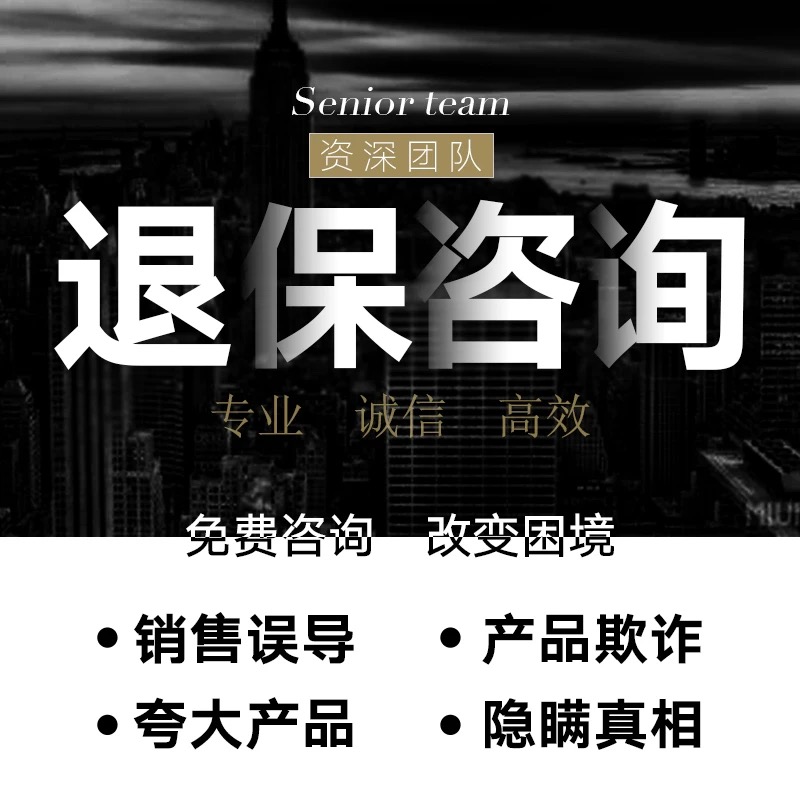 Senior team
资深团队
退保咨询
专业 诚信 高效
免费咨询 改变困境
• 销售误导 • 产品欺诈
• 夸大产品 • 隐瞒真相